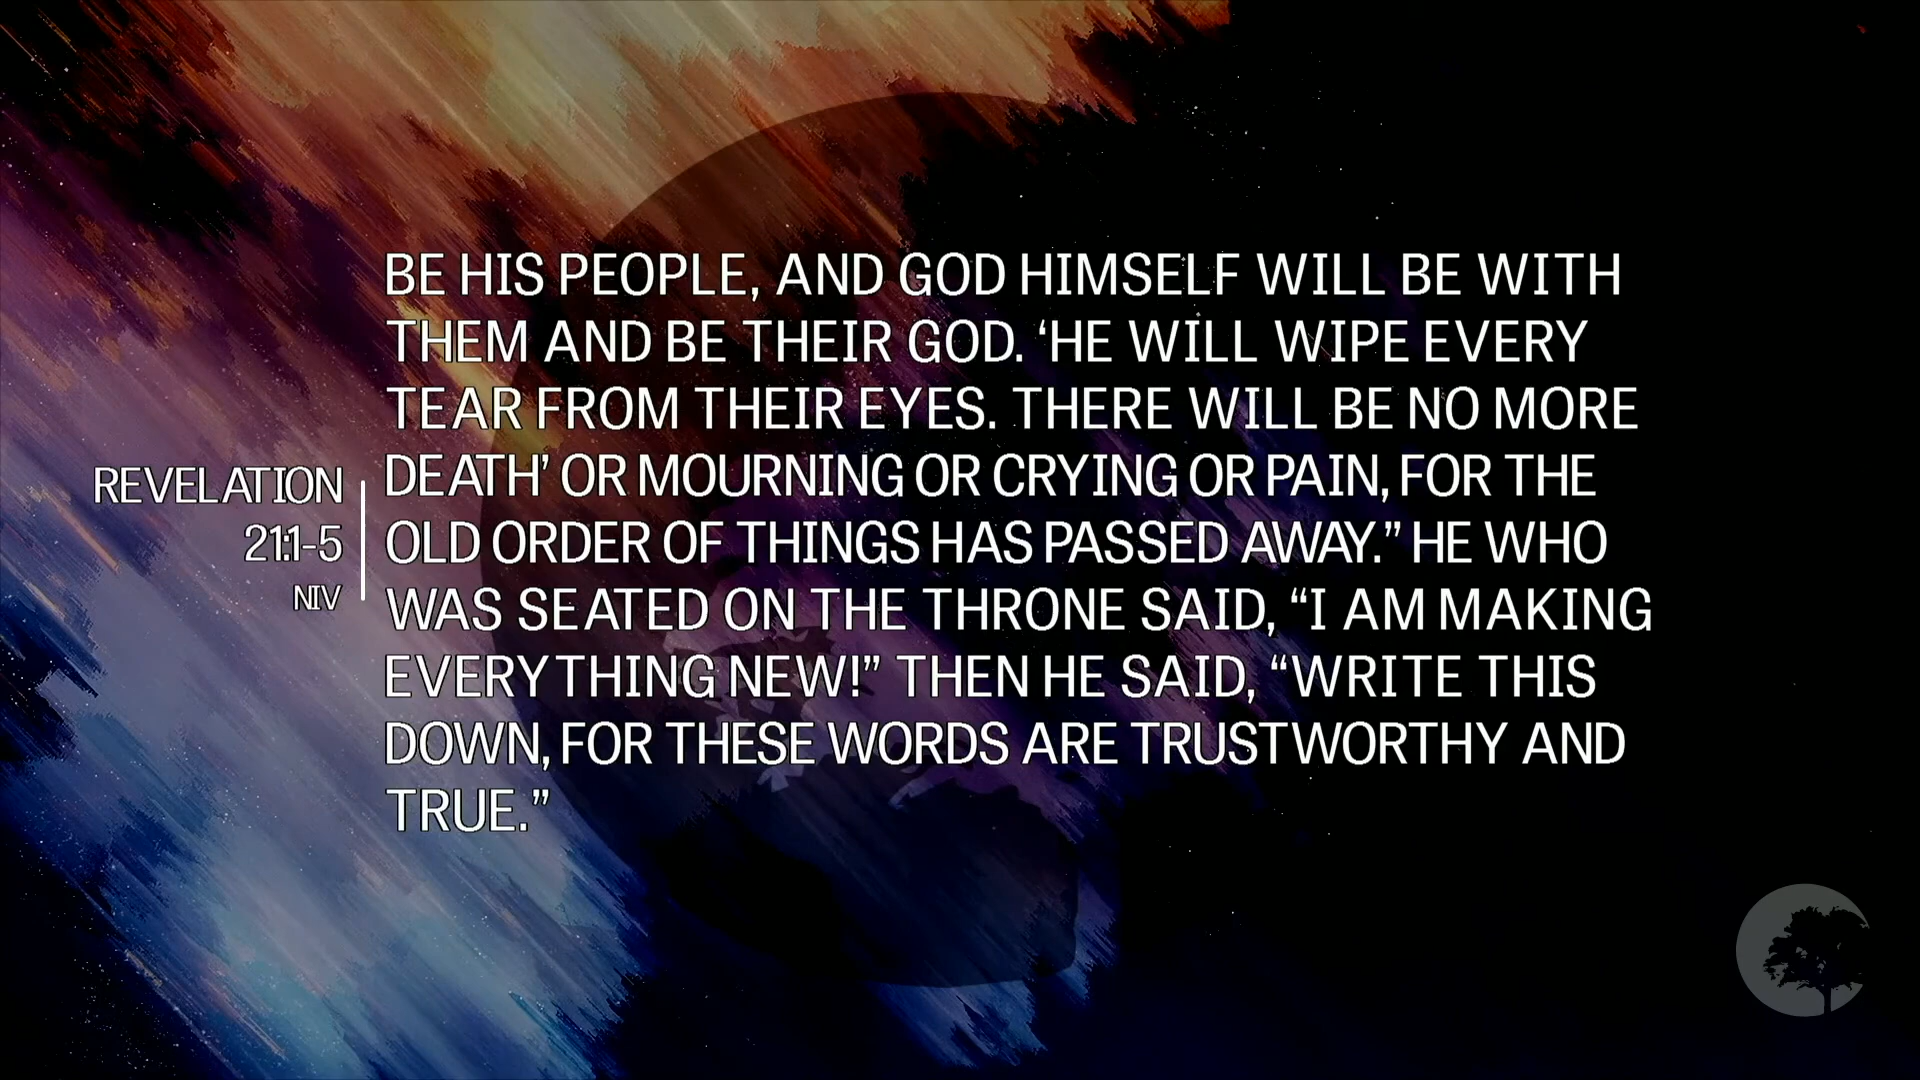 REVELATION
21:1-5
NIV
BE HIS PEOPLE, AND GOD HIMSELF WILL BE WITH
THEM AND BE THEIR GOD. ‘HE WILL WIPE EVERY
TEAR FROM THEIR EYES. THERE WILL BE NO MORE
DEATH’ OR MOURNING OR CRYING OR PAIN, FOR THE
OLD ORDER OF THINGS HAS PASSED AWAY.” HE WHO
WAS SEATED ON THE THRONE SAID, “I AM MAKING
EVERYTHING NEW!” THEN HE SAID, “WRITE THIS
DOWN, FOR THESE WORDS ARE TRUSTWORTHY AND
TRUE.”